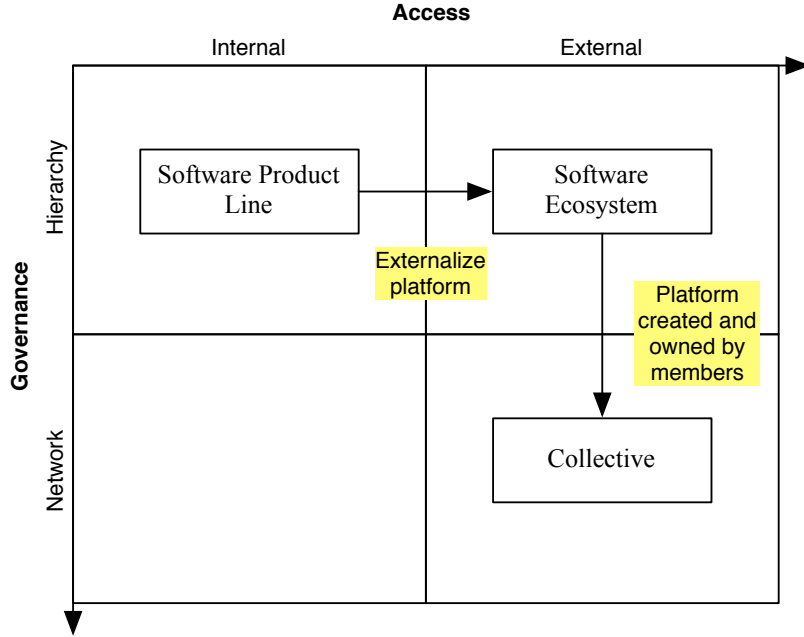 Access
Internal
External
Hierarchy
Software Product
Line
Software
Ecosystem
Externalize
platform
Platform
created and
owned by
members
Governance
Network
Collective